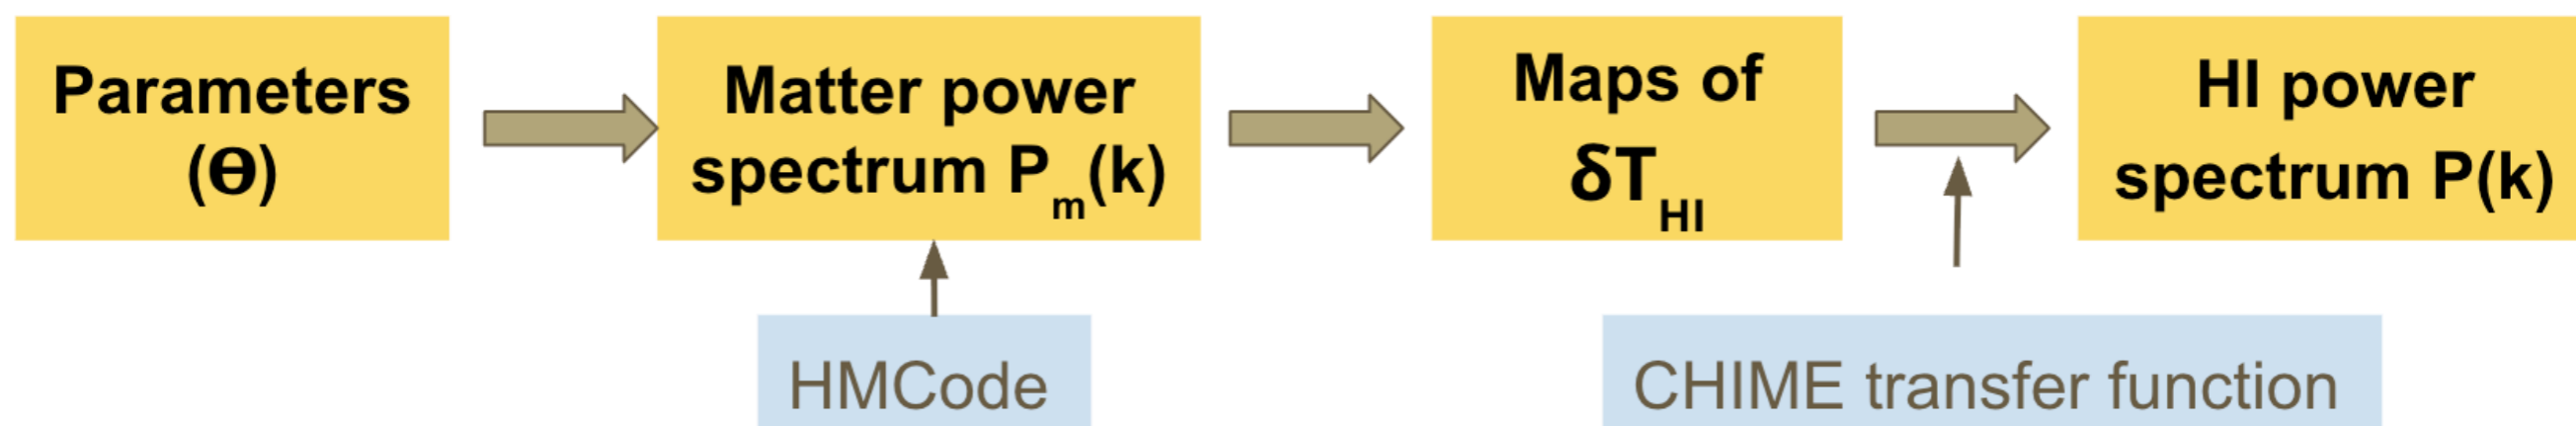 Parameters
(Ө)
Matter power
spectrum Pm(k)
Maps of
δTHI
HI power
spectrum P(k)
HMCode
CHIME transfer function